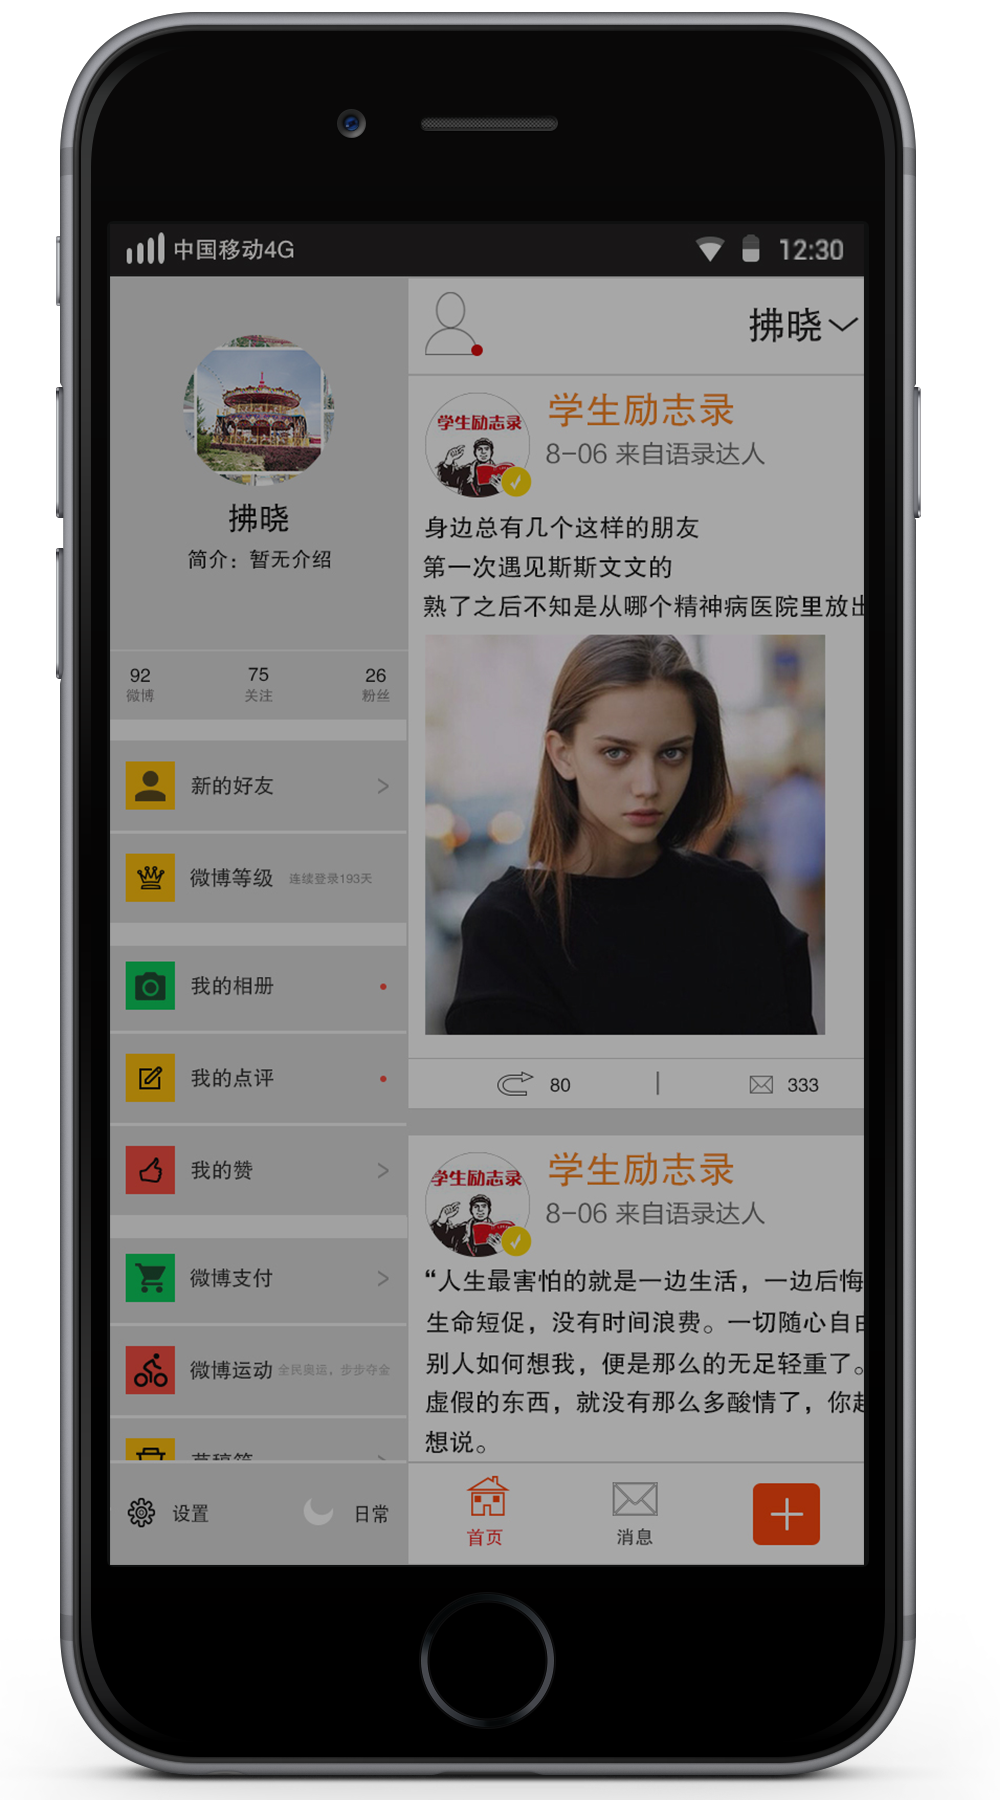 中国移动4G
12:30
拂晓
简介：暂无介绍
92
微博
75
关注
26
粉丝
新的好友
微博等级 连续登录193天
我的相册
我的点评
我的赞
微博支付
微博运动 全民奥运，步步夺金
草稿箱
设置
日常
拂晓
学生励志录
学生励志录
8-06 来自语录达人
身边总有几个这样的朋友
第一次遇见斯斯文文的
熟了之后不知是从哪个精神病医院里放出
80
333
学生励志录
学生励志录
8-06 来自语录达人
“人生最害怕的就是一边生活，一边后悔
生命短促，没有时间浪费。一切随心自由
别人如何想我，便是那么的无足轻重了。
虚假的东西，就没有那么多酸情了，你赶
想说。
首页
消息